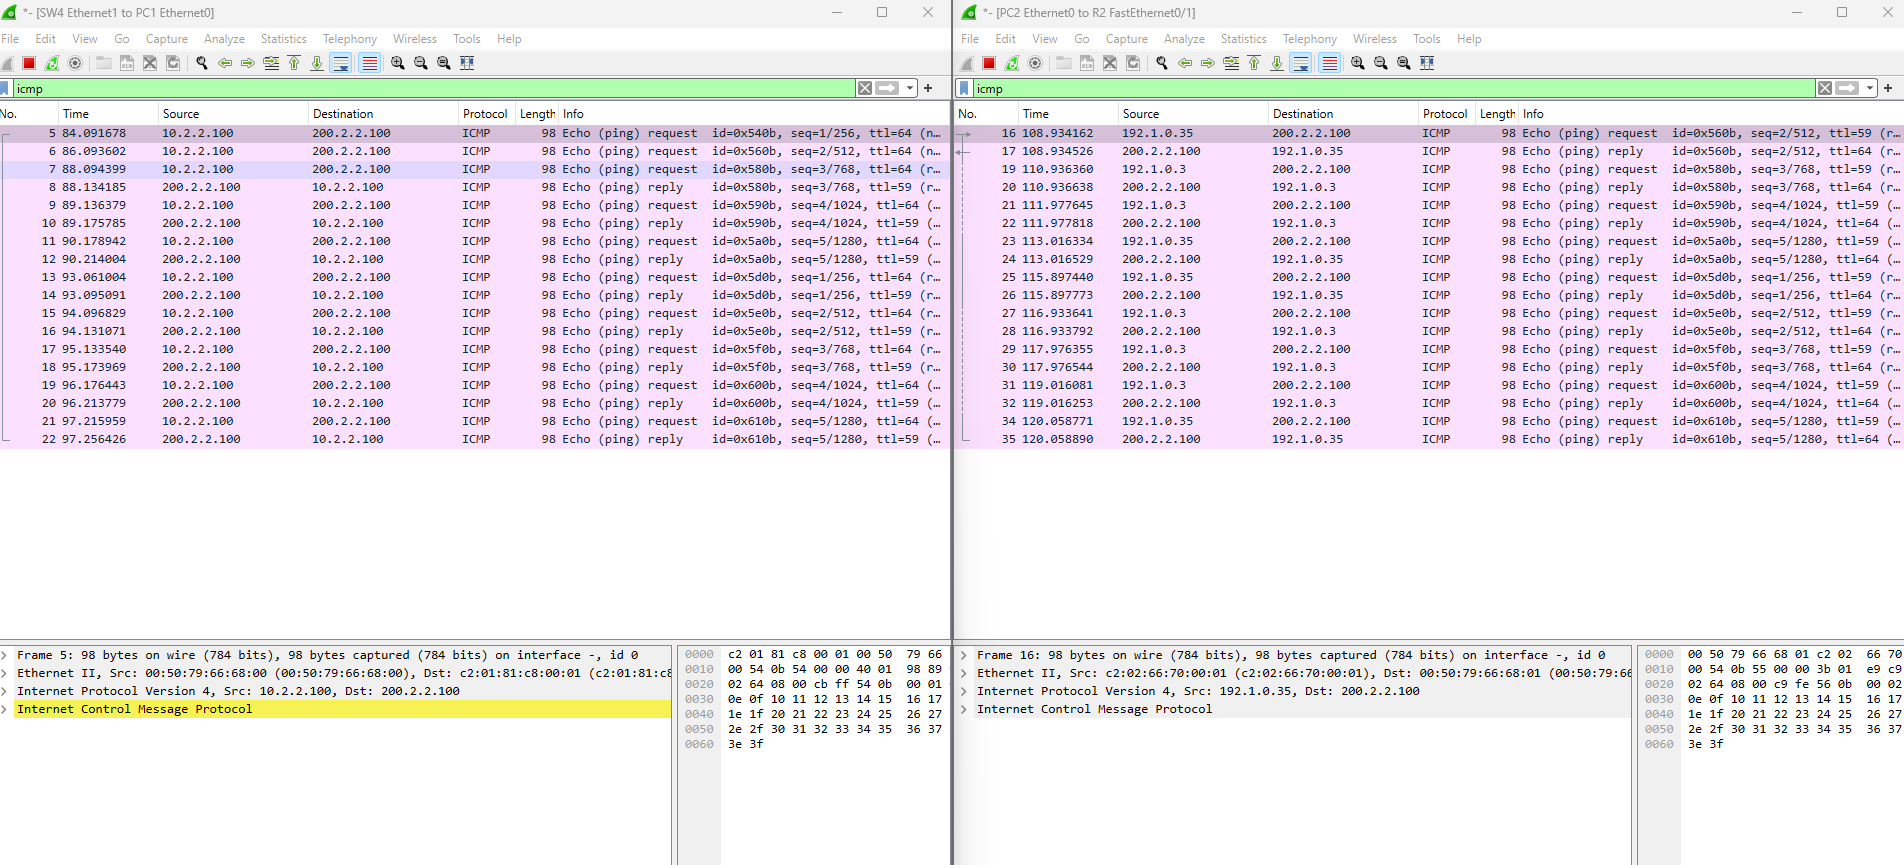 *- [SW4 Ethernet1 to PC1 Ethernet0]
File Edit View Go Capture Analyze Statistics Telephony Wireless Tools Help
icmp
No. Time Source Destination Protocol Length Info
5 84.091678 10.2.2.100 200.2.2.100 ICMP 98 Echo (ping) request id=0x540b, seq=1/256, ttl=64 (n…
6 86.093602 10.2.2.100 200.2.2.100 ICMP 98 Echo (ping) request id=0x560b, seq=2/512, ttl=64 (n…
7 88.094399 10.2.2.100 200.2.2.100 ICMP 98 Echo (ping) request id=0x580b, seq=3/768, ttl=64 (r…
8 88.134185 200.2.2.100 10.2.2.100 ICMP 98 Echo (ping) reply id=0x580b, seq=3/768, ttl=59 (r…
9 89.136379 10.2.2.100 200.2.2.100 ICMP 98 Echo (ping) request id=0x590b, seq=4/1024, ttl=64 (…
10 89.175785 200.2.2.100 10.2.2.100 ICMP 98 Echo (ping) reply id=0x590b, seq=4/1024, ttl=59 (…
11 90.178942 10.2.2.100 200.2.2.100 ICMP 98 Echo (ping) request id=0x5a0b, seq=5/1280, ttl=64 (…
12 90.214004 200.2.2.100 10.2.2.100 ICMP 98 Echo (ping) reply id=0x5a0b, seq=5/1280, ttl=59 (…
13 93.061004 10.2.2.100 200.2.2.100 ICMP 98 Echo (ping) request id=0x5d0b, seq=1/256, ttl=64 (r…
14 93.095091 200.2.2.100 10.2.2.100 ICMP 98 Echo (ping) reply id=0x5d0b, seq=1/256, ttl=59 (r…
15 94.096829 10.2.2.100 200.2.2.100 ICMP 98 Echo (ping) request id=0x5e0b, seq=2/512, ttl=64 (r…
16 94.131071 200.2.2.100 10.2.2.100 ICMP 98 Echo (ping) reply id=0x5e0b, seq=2/512, ttl=59 (r…
17 95.133540 10.2.2.100 200.2.2.100 ICMP 98 Echo (ping) request id=0x5f0b, seq=3/768, ttl=64 (r…
18 95.173969 200.2.2.100 10.2.2.100 ICMP 98 Echo (ping) reply id=0x5f0b, seq=3/768, ttl=59 (r…
19 96.176443 10.2.2.100 200.2.2.100 ICMP 98 Echo (ping) request id=0x600b, seq=4/1024, ttl=64 (…
20 96.213779 200.2.2.100 10.2.2.100 ICMP 98 Echo (ping) reply id=0x600b, seq=4/1024, ttl=59 (…
21 97.215959 10.2.2.100 200.2.2.100 ICMP 98 Echo (ping) request id=0x610b, seq=5/1280, ttl=64 (…
22 97.256426 200.2.2.100 10.2.2.100 ICMP 98 Echo (ping) reply id=0x610b, seq=5/1280, ttl=59 (…
Frame 5: 98 bytes on wire (784 bits), 98 bytes captured (784 bits) on interface -, id 0
Ethernet II, Src: 00:50:79:66:68:00 (00:50:79:66:68:00), Dst: c2:01:81:c8:00:01 (c2:01:81:c8
Internet Protocol Version 4, Src: 10.2.2.100, Dst: 200.2.2.100
Internet Control Message Protocol
0000 c2 01 81 c8 00 01 00 50 79 66
0010 00 54 0b 54 00 00 40 01 98 89
0020 02 64 08 00 cb ff 54 0b 00 01
0030 0e 0f 10 11 12 13 14 15 16 17
0040 1e 1f 20 21 22 23 24 25 26 27
0050 2e 2f 30 31 32 33 34 35 36 37
0060 3e 3f
*- [PC2 Ethernet0 to R2 FastEthernet0/1]
File Edit View Go Capture Analyze Statistics Telephony Wireless Tools Help
icmp
No. Time Source Destination Protocol Length Info
16 108.934162 192.1.0.35 200.2.2.100 ICMP 98 Echo (ping) request id=0x560b, seq=2/512, ttl=59 (r…
17 108.934526 200.2.2.100 192.1.0.35 ICMP 98 Echo (ping) reply id=0x560b, seq=2/512, ttl=64 (r…
19 110.936360 192.1.0.3 200.2.2.100 ICMP 98 Echo (ping) request id=0x580b, seq=3/768, ttl=59 (r…
20 110.936638 200.2.2.100 192.1.0.3 ICMP 98 Echo (ping) reply id=0x580b, seq=3/768, ttl=64 (r…
21 111.977645 192.1.0.3 200.2.2.100 ICMP 98 Echo (ping) request id=0x590b, seq=4/1024, ttl=59 (…
22 111.977818 200.2.2.100 192.1.0.3 ICMP 98 Echo (ping) reply id=0x590b, seq=4/1024, ttl=64 (…
23 113.016334 192.1.0.35 200.2.2.100 ICMP 98 Echo (ping) request id=0x5a0b, seq=5/1280, ttl=59 (…
24 113.016529 200.2.2.100 192.1.0.35 ICMP 98 Echo (ping) reply id=0x5a0b, seq=5/1280, ttl=64 (…
25 115.897440 192.1.0.35 200.2.2.100 ICMP 98 Echo (ping) request id=0x5d0b, seq=1/256, ttl=59 (r…
26 115.897773 200.2.2.100 192.1.0.35 ICMP 98 Echo (ping) reply id=0x5d0b, seq=1/256, ttl=64 (r…
27 116.933641 192.1.0.3 200.2.2.100 ICMP 98 Echo (ping) request id=0x5e0b, seq=2/512, ttl=59 (r…
28 116.933792 200.2.2.100 192.1.0.3 ICMP 98 Echo (ping) reply id=0x5e0b, seq=2/512, ttl=64 (r…
29 117.976355 192.1.0.3 200.2.2.100 ICMP 98 Echo (ping) request id=0x5f0b, seq=3/768, ttl=59 (r…
30 117.976544 200.2.2.100 192.1.0.3 ICMP 98 Echo (ping) reply id=0x5f0b, seq=3/768, ttl=64 (r…
31 119.016081 192.1.0.3 200.2.2.100 ICMP 98 Echo (ping) request id=0x600b, seq=4/1024, ttl=59 (…
32 119.016253 200.2.2.100 192.1.0.3 ICMP 98 Echo (ping) reply id=0x600b, seq=4/1024, ttl=64 (…
34 120.058771 192.1.0.35 200.2.2.100 ICMP 98 Echo (ping) request id=0x610b, seq=5/1280, ttl=59 (…
35 120.058890 200.2.2.100 192.1.0.35 ICMP 98 Echo (ping) reply id=0x610b, seq=5/1280, ttl=64 (…
Frame 16: 98 bytes on wire (784 bits), 98 bytes captured (784 bits) on interface -, id 0
Ethernet II, Src: c2:02:66:70:00:01 (c2:02:66:70:00:01), Dst: 00:50:79:66:68:01 (00:50:79:66
Internet Protocol Version 4, Src: 192.1.0.35, Dst: 200.2.2.100
Internet Control Message Protocol
0000 00 50 79 66 68 01 c2 02 66 70
0010 00 54 0b 55 00 00 3b 01 e9 c9
0020 02 64 08 00 c9 fe 56 0b 00 02
0030 0e 0f 10 11 12 13 14 15 16 17
0040 1e 1f 20 21 22 23 24 25 26 27
0050 2e 2f 30 31 32 33 34 35 36 37
0060 3e 3f